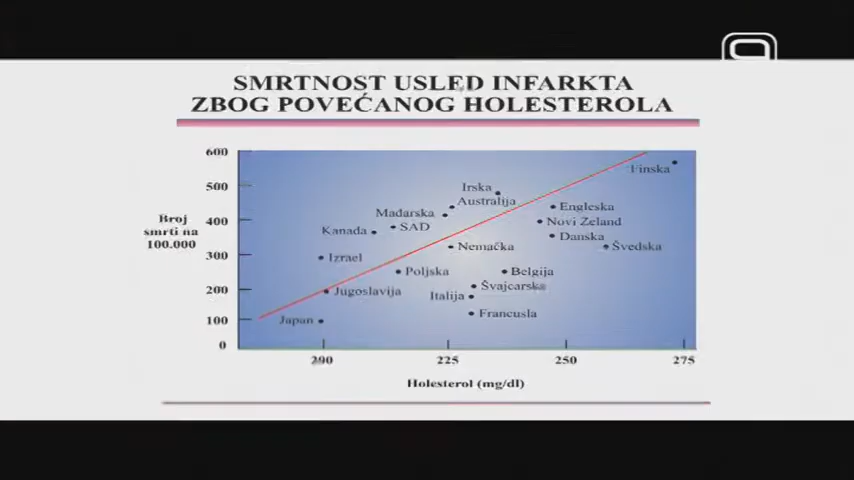 SMRTNOST USLED INFARKTA
ZBOG POVEĆANOG HOLESTEROLA
600
500
400
300
200
100
0
Broj
smrti na
100.000
Finska
Irska
Australija
Engleska
Mađarska
Novi Zeland
SAD
Kanada
Danska
Švedska
Nemačka
Izrael
Poljska
Belgija
Švajcarska
Jugoslavija
Italija
Francusla
Japan
200
225
250
275
Holesterol (mg/dl)